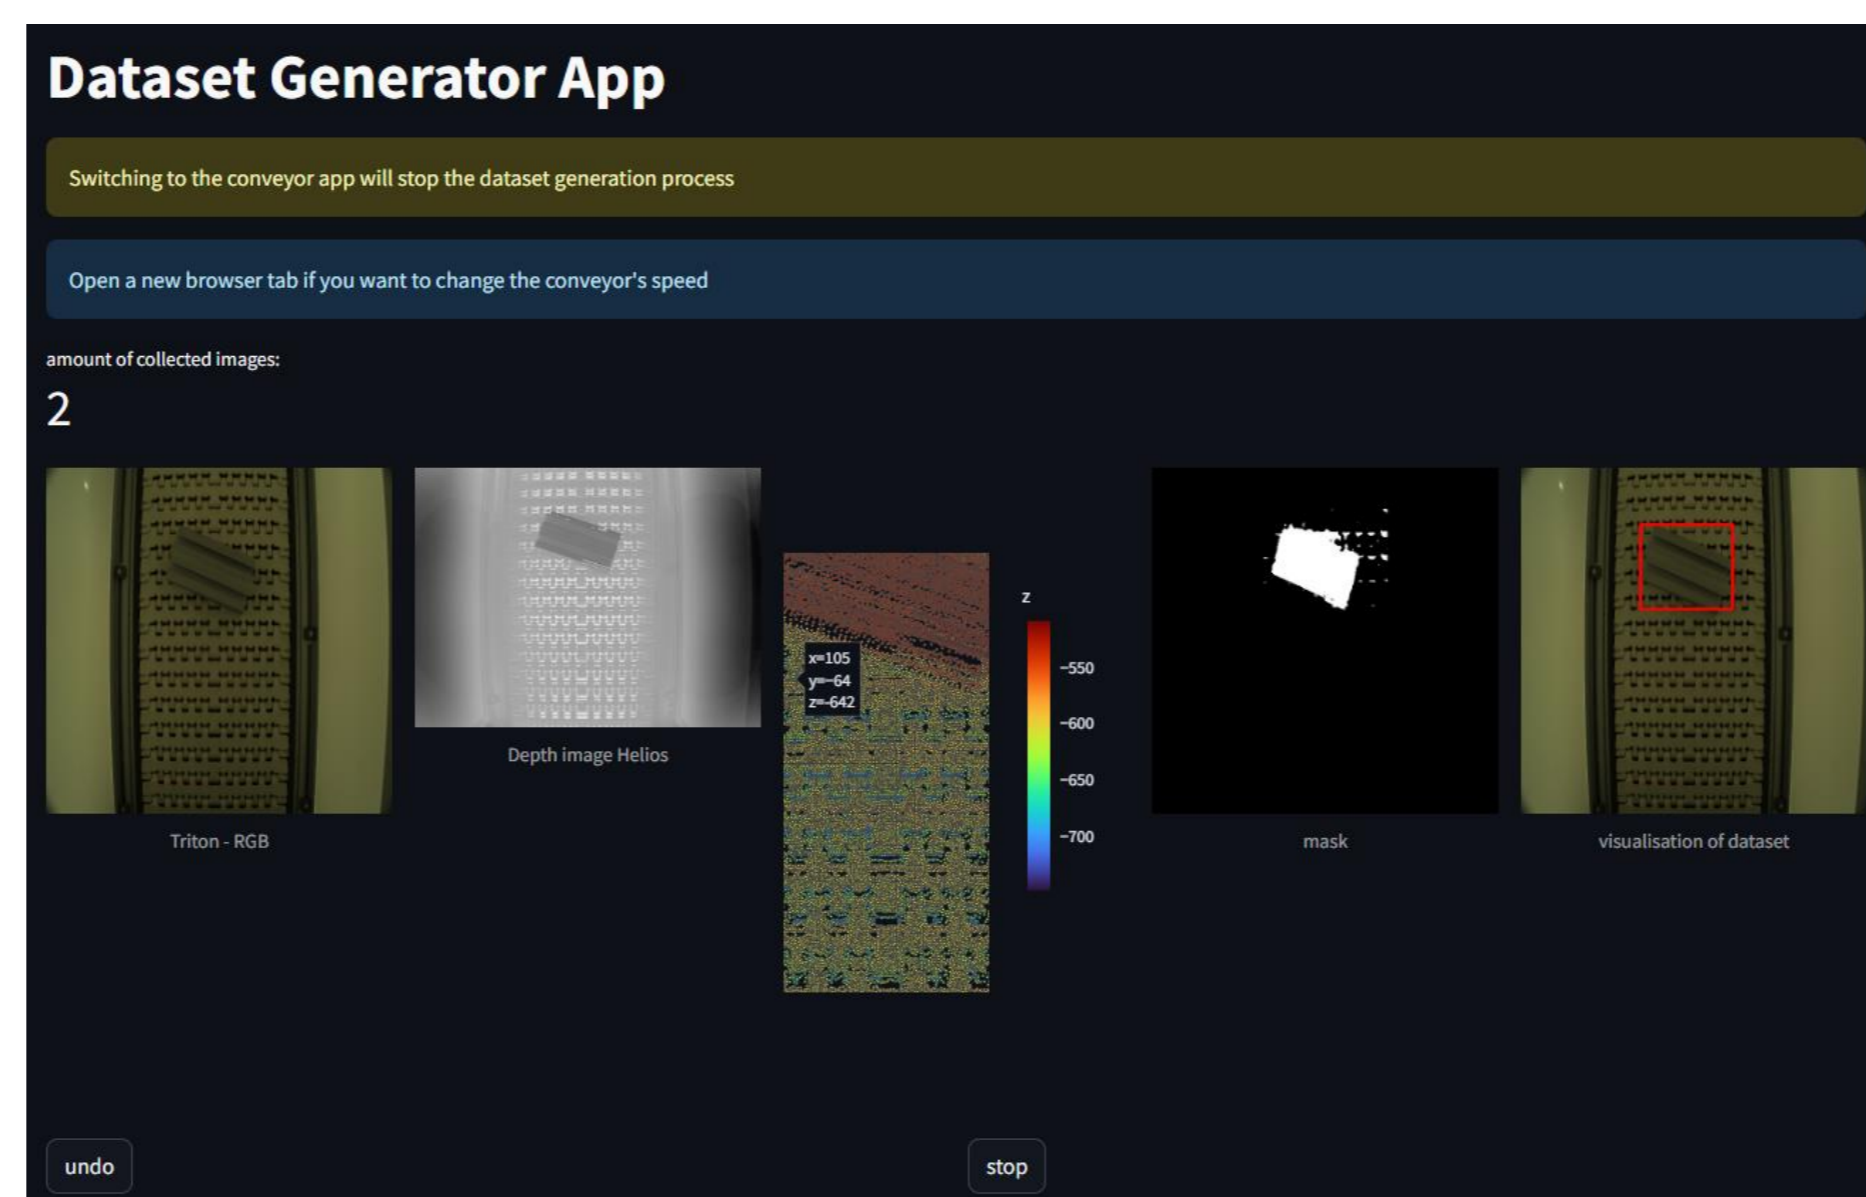 Dataset Generator App
Switching to the conveyor app will stop the dataset generation process
Open a new browser tab if you want to change the conveyor's speed
amount of collected images:
2
Triton - RGB
Depth image Helios
x=105
y=−64
z=-642
z
−550
−600
−650
−700
mask
visualisation of dataset
undo
stop